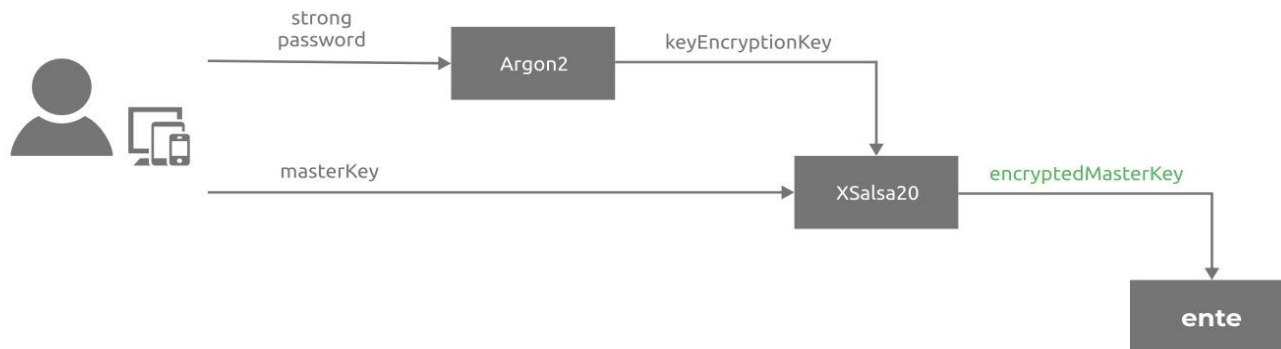 strong
password
Argon2
keyEncryptionKey
masterKey
XSalsa20
encryptedMasterKey
ente